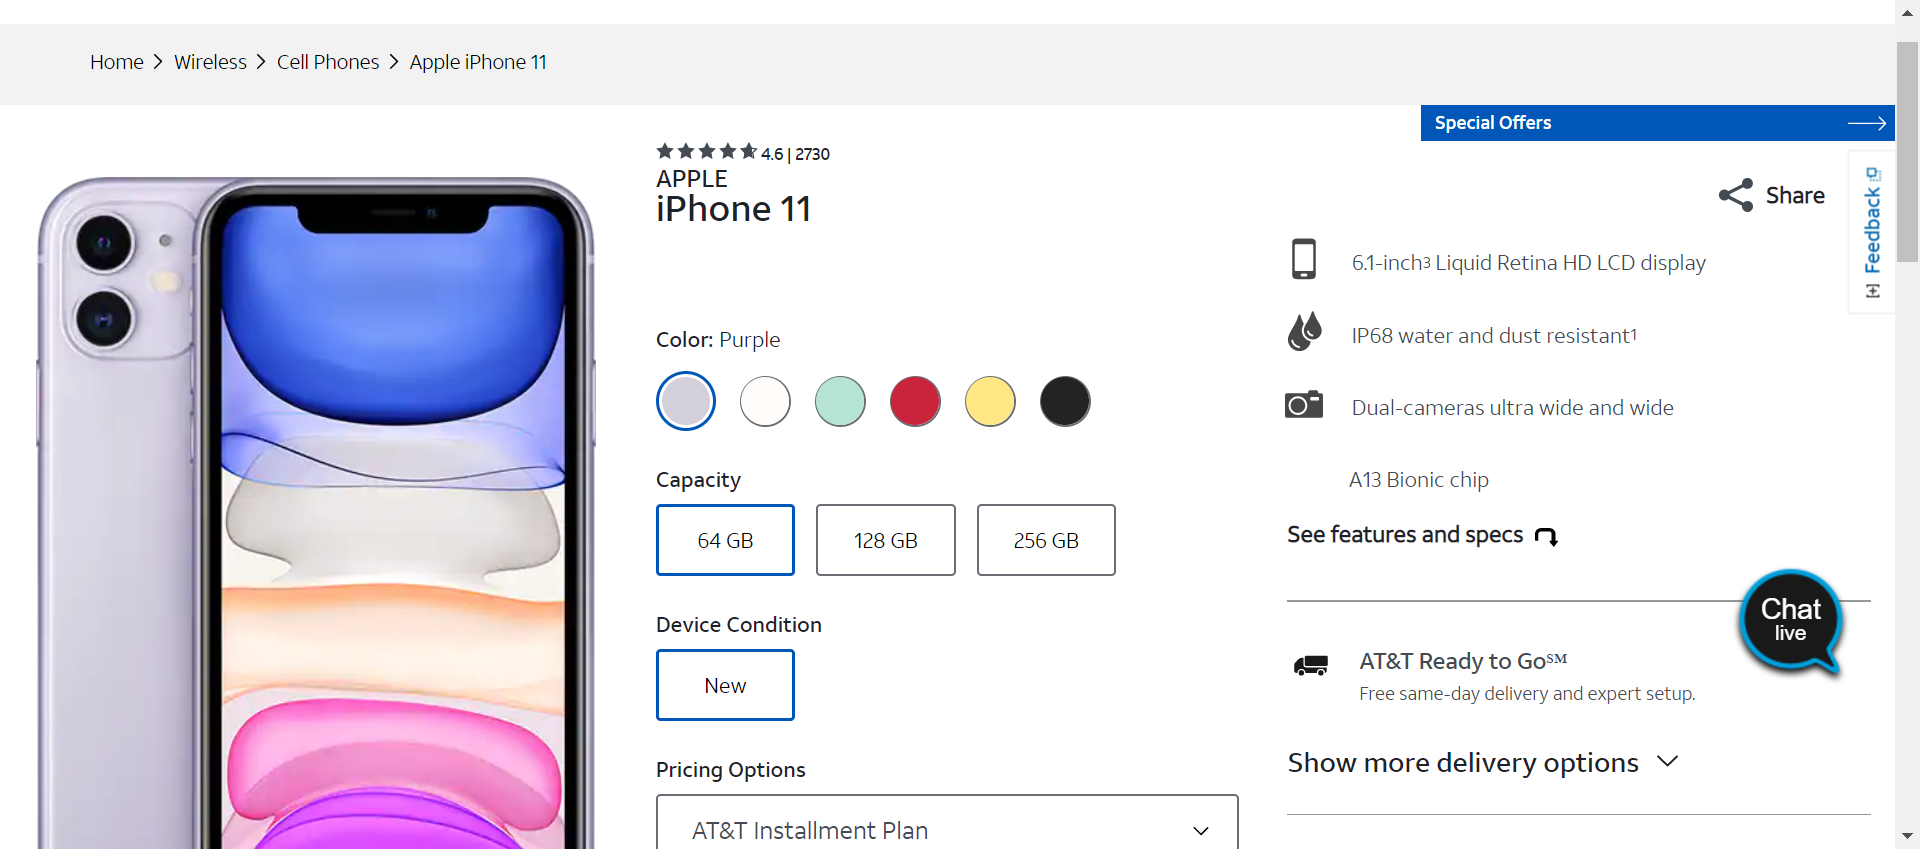 Home > Wireless > Cell Phones > Apple iPhone 11
Special Offers
4.6 | 2730
APPLE
iPhone 11
Share
Feedback
6.1-inch3 Liquid Retina HD LCD display
IP68 water and dust resistant1
Dual-cameras ultra wide and wide
A13 Bionic chip
See features and specs
Color: Purple
Capacity
64 GB
128 GB
256 GB
Device Condition
New
Pricing Options
AT&T Installment Plan
Chat
live
AT&T Ready to Go℠
Free same-day delivery and expert setup.
Show more delivery options